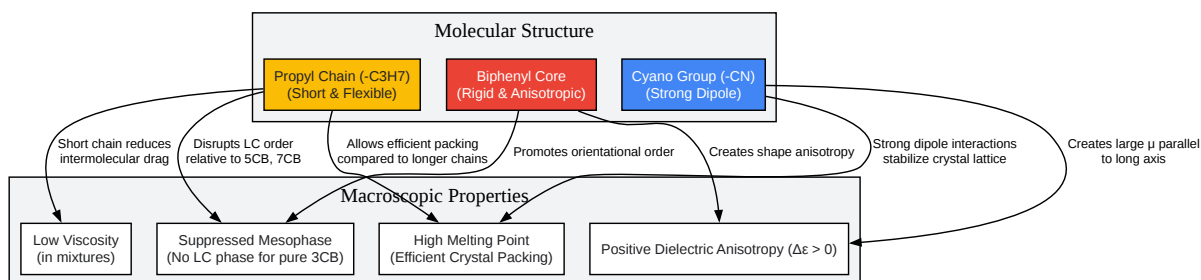 Molecular Structure
Propyl Chain (-C3H7)
(Short & Flexible)
Biphenyl Core
(Rigid & Anisotropic)
Cyano Group (-CN)
(Strong Dipole)
Short chain reduces
intermolecular drag
Disrupts LC order
relative to 5CB, 7CB
Allows efficient packing
compared to longer chains
Promotes orientational order
Creates shape anisotropy
Strong dipole interactions
stabilize crystal lattice
Creates large μ parallel
to long axis
Macroscopic Properties
Low Viscosity
(in mixtures)
Suppressed Mesophase
(No LC phase for pure 3CB)
High Melting Point
(Efficient Crystal Packing)
Positive Dielectric Anisotropy (Δε > 0)